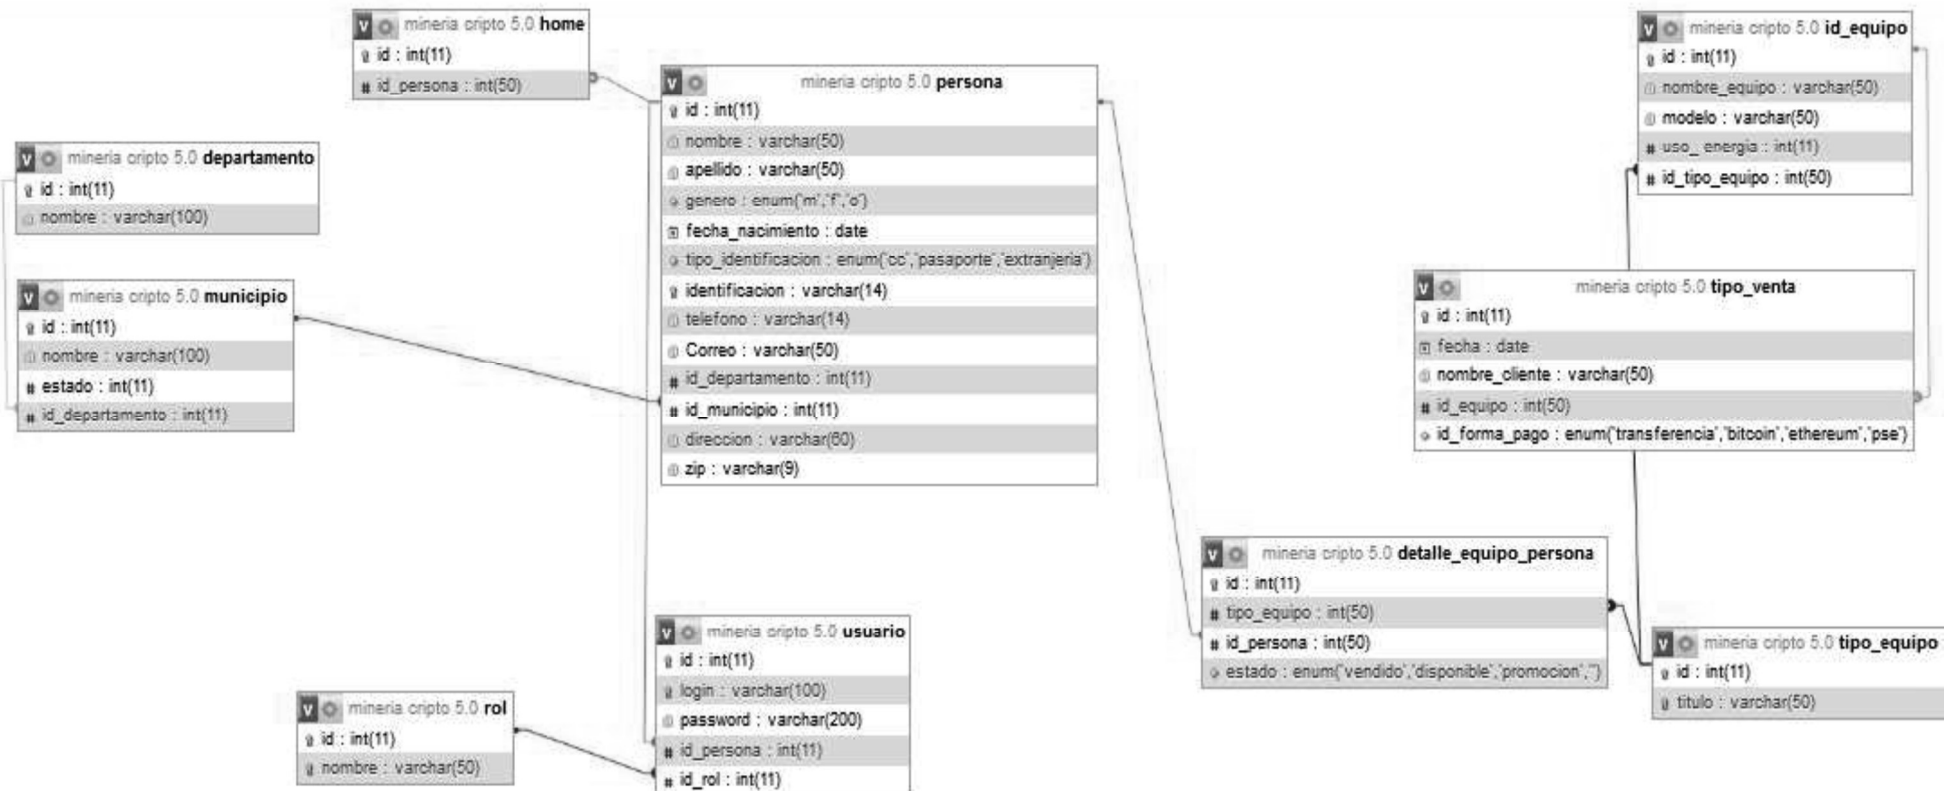 mineria cripto 5.0 home
id : int(11)
id_persona : int(50)
mineria cripto 5.0 departamento
id : int(11)
nombre : varchar(100)
mineria cripto 5.0 municipio
id : int(11)
nombre : varchar(100)
estado : int(11)
id_departamento : int(11)
mineria cripto 5.0 persona
id : int(11)
nombre : varchar(50)
apellido : varchar(50)
genero : enum('m','f','o')
fecha_nacimiento : date
tipo_identificacion : enum('cc','pasaporte','extranjeria')
identificacion : varchar(14)
telefono : varchar(14)
Correo : varchar(50)
id_departamento : int(11)
id_municipio : int(11)
direccion : varchar(60)
zip : varchar(9)
mineria cripto 5.0 rol
id : int(11)
nombre : varchar(50)
mineria cripto 5.0 usuario
id : int(11)
login : varchar(100)
password : varchar(200)
id_persona : int(11)
id_rol : int(11)
mineria cripto 5.0 id_equipo
id : int(11)
nombre_equipo : varchar(50)
modelo : varchar(50)
uso_ energia : int(11)
id_tipo_equipo : int(50)
mineria cripto 5.0 tipo_venta
id : int(11)
fecha : date
nombre_cliente : varchar(50)
id_equipo : int(50)
id_forma_pago : enum('transferencia','bitcoin','ethereum','pse')
mineria cripto 5.0 detalle_equipo_persona
id : int(11)
tipo_equipo : int(50)
id_persona : int(50)
estado : enum('vendido','disponible','promocion','')
mineria cripto 5.0 tipo_equipo
id : int(11)
titulo : varchar(50)